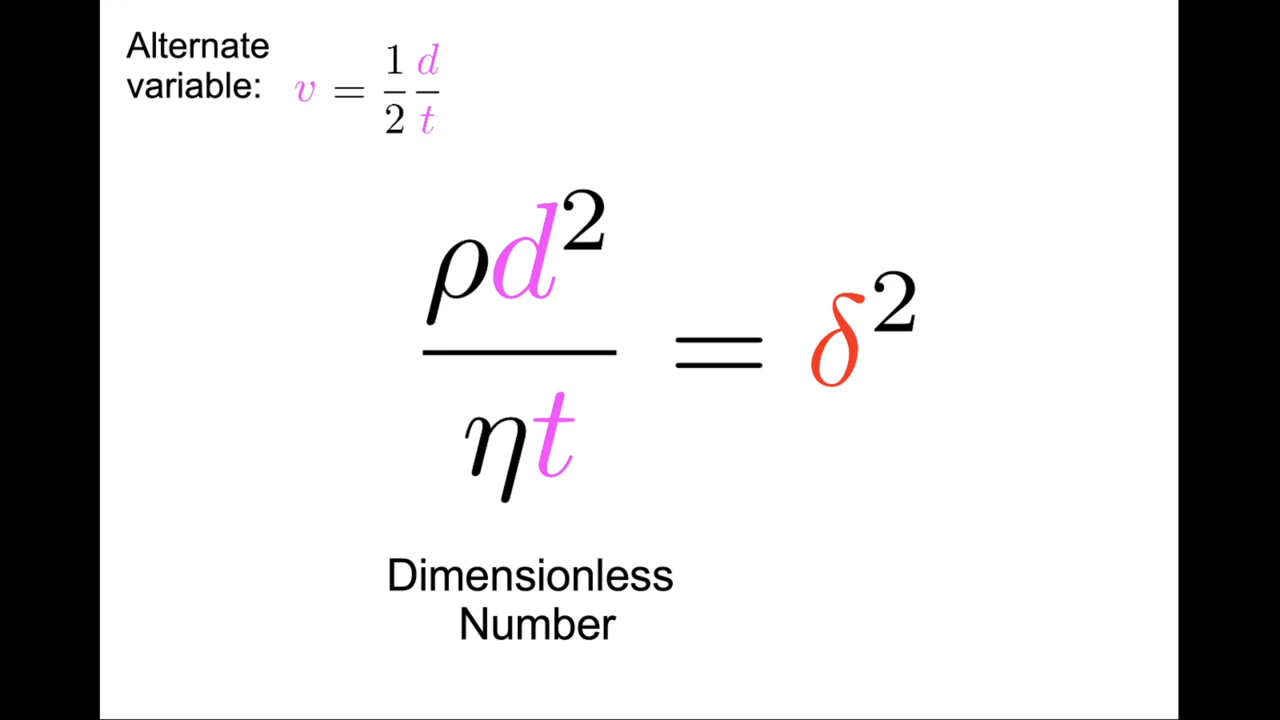 Alternate
variable: v = 1/2 d/t
ρd²/ηt = δ²
Dimensionless
Number